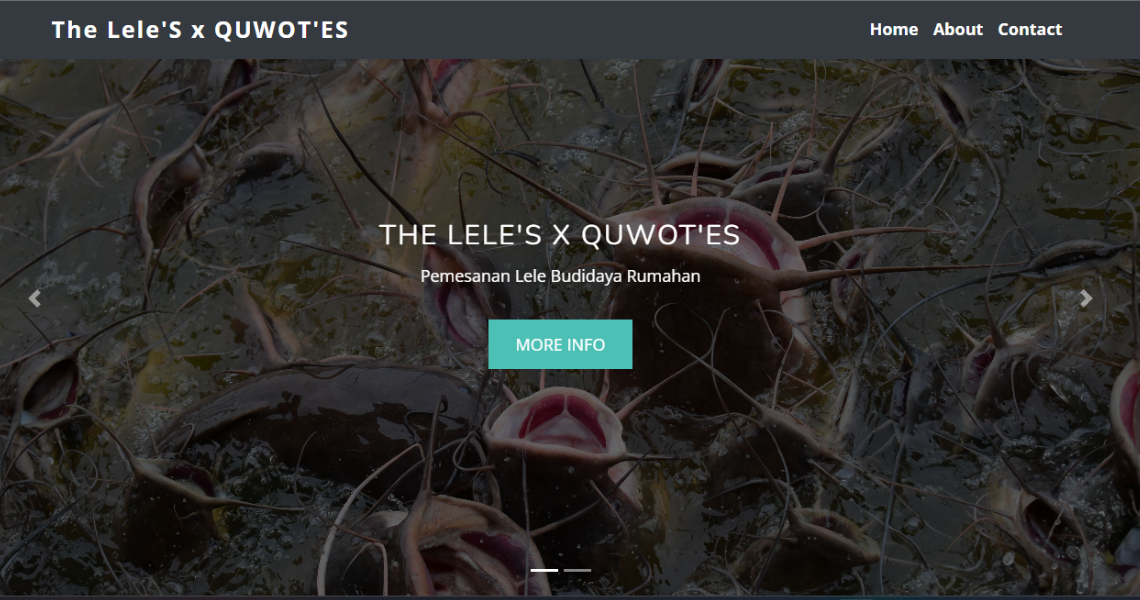 The Lele'S x QUWOT'ES
Home About Contact
THE LELE'S X QUWOT'ES
Pemesanan Lele Budidaya Rumahan
MORE INFO